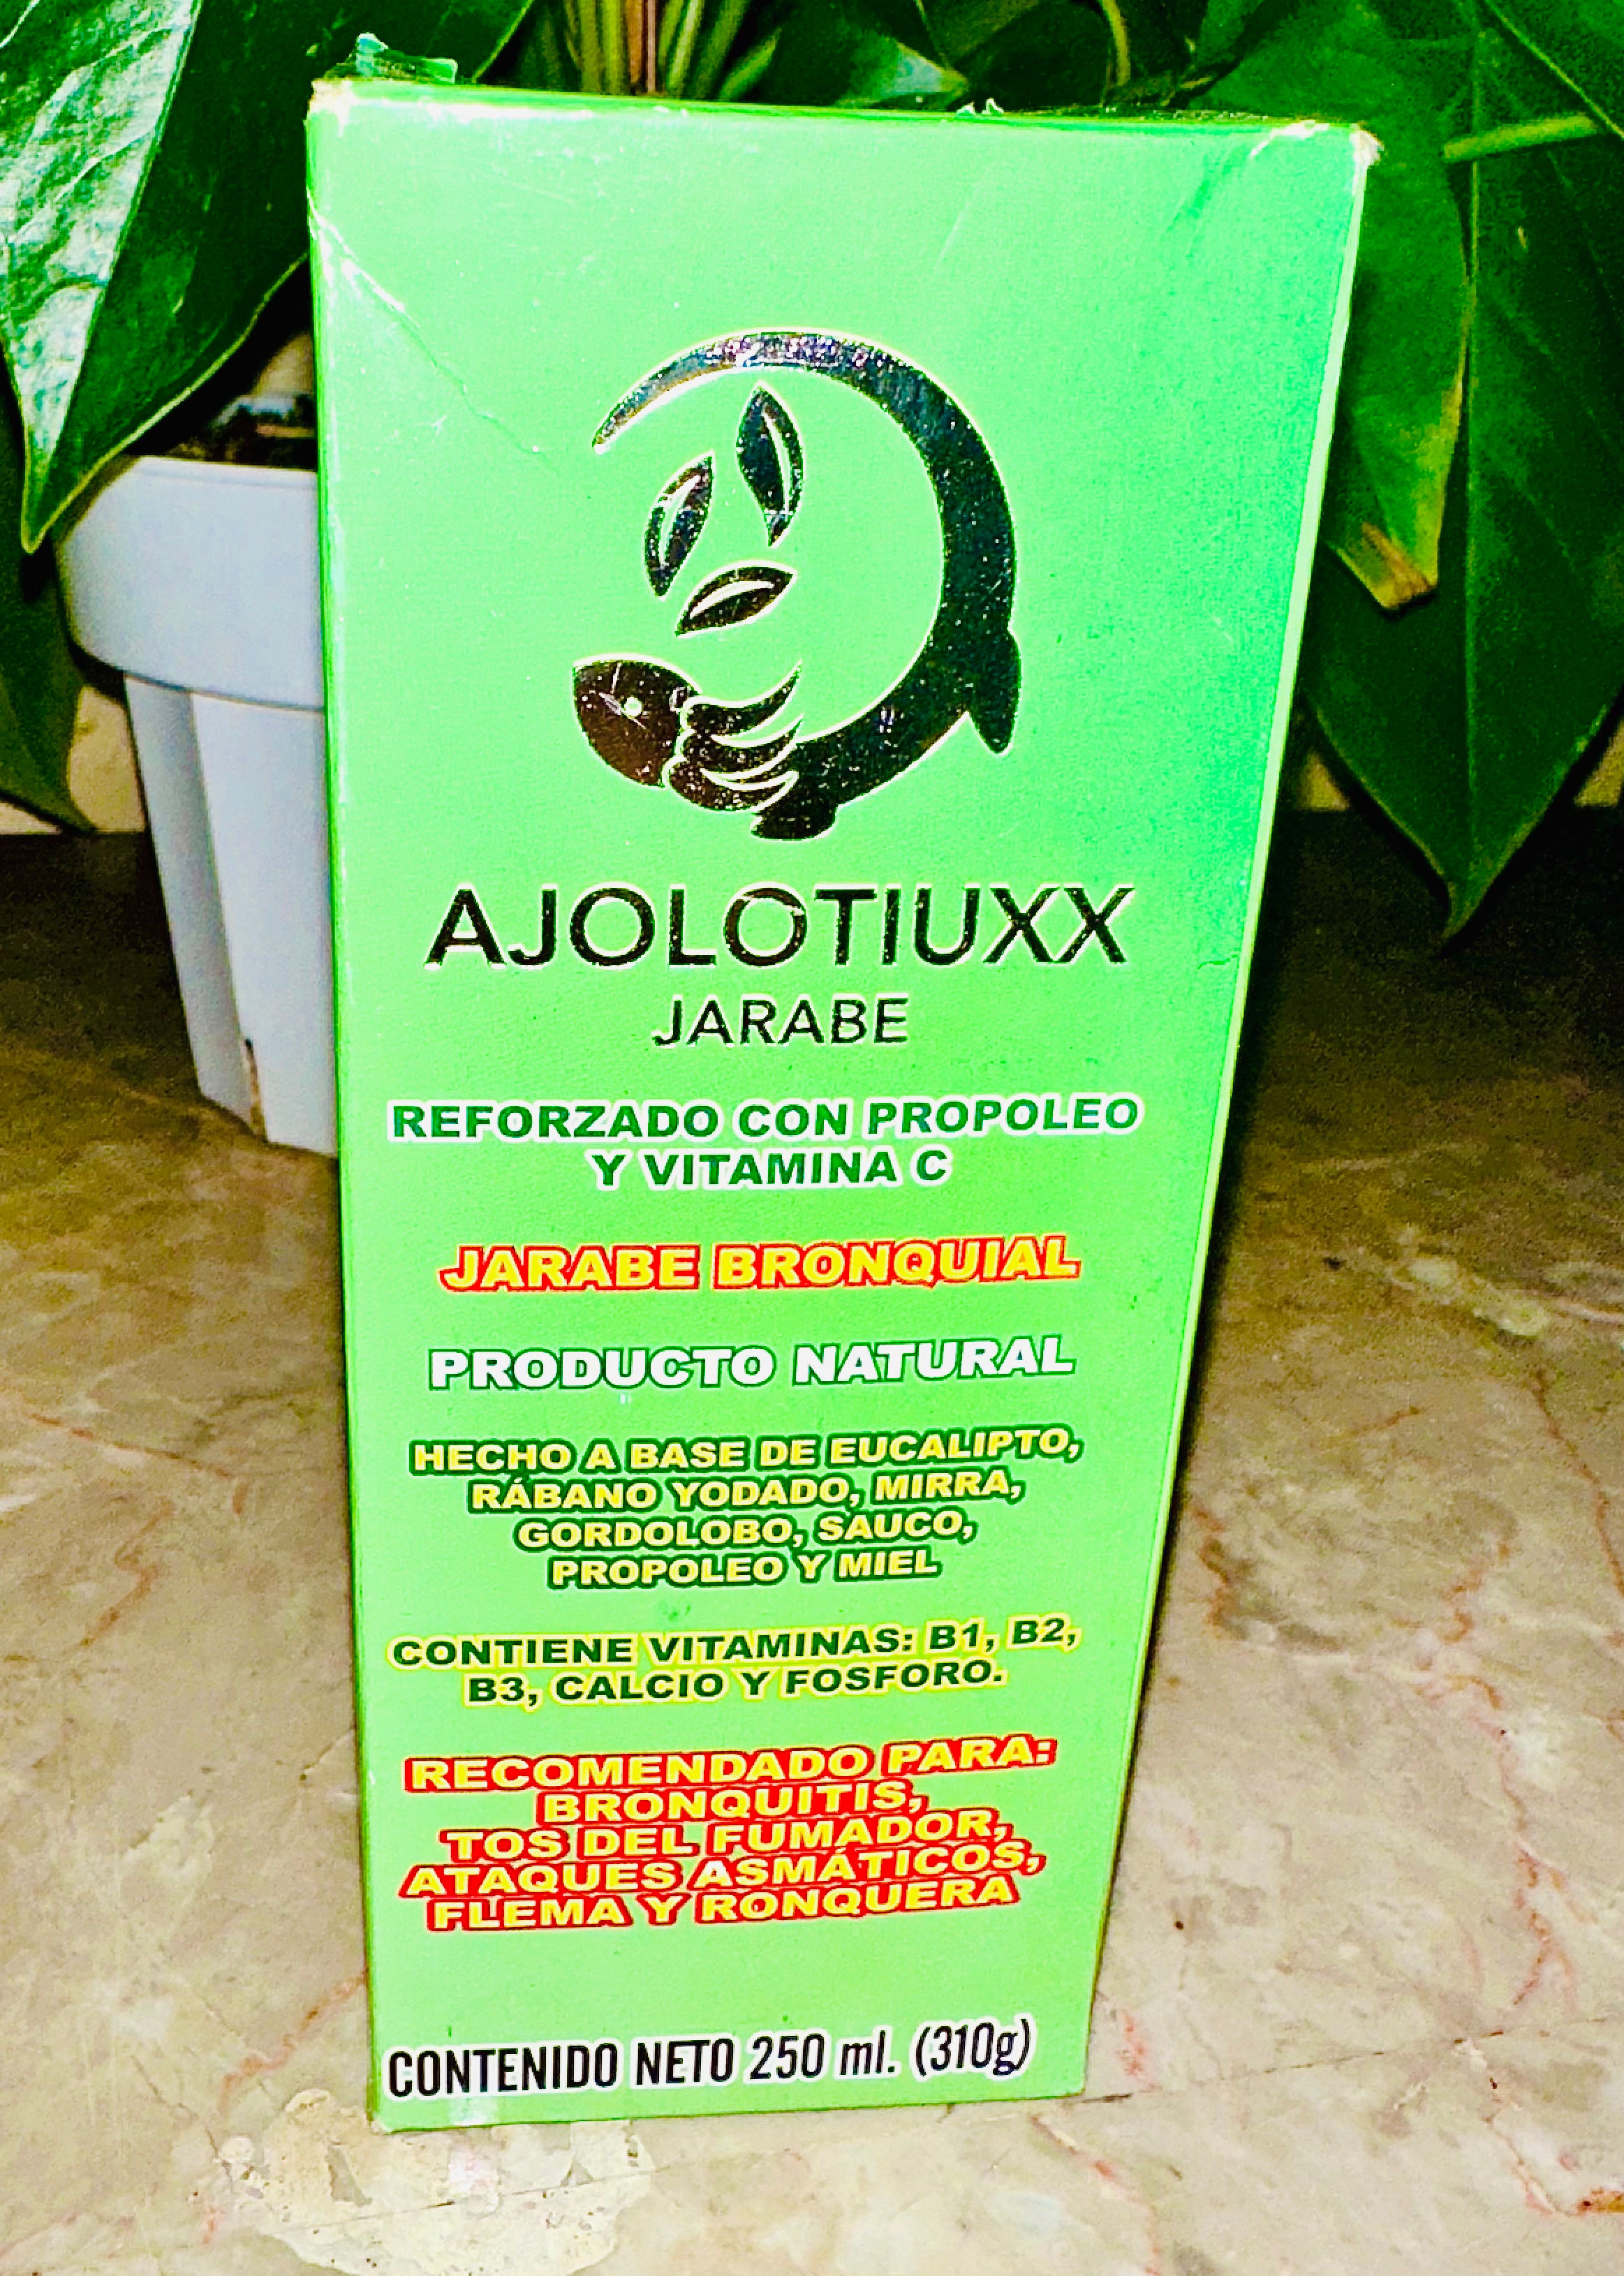 AJOLOTIUXX
JARABE
REFORZADO CON PROPOLEO
Y VITAMINA C
JARABE BRONQUIAL
PRODUCTO NATURAL
HECHO A BASE DE EUCALIPTO,
RÁBANO YODADO, MIRRA,
GORDOLOBO, SAUCO,
PROPOLEO Y MIEL
CONTIENE VITAMINAS: B1, B2,
B3, CALCIO Y FOSFORO.
RECOMENDADO PARA:
BRONQUITIS,
TOS DEL FUMADOR,
ATAQUES ASMÁTICOS,
FLEMA Y RONQUERA
CONTENIDO NETO 250 ml. (310g)